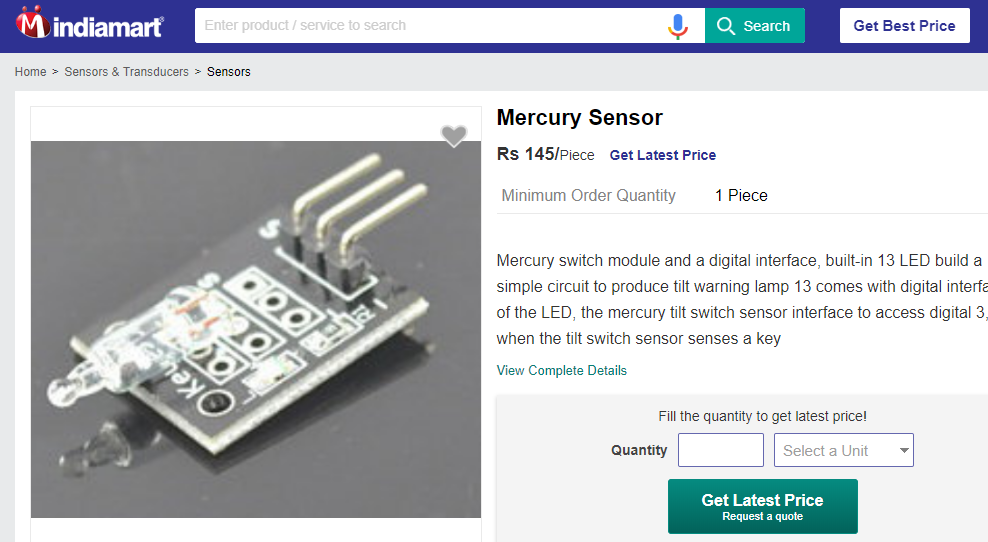 indiamart
Enter product / service to search
Search
Get Best Price
Home > Sensors & Transducers > Sensors
Mercury Sensor
Rs 145/Piece Get Latest Price
Minimum Order Quantity 1 Piece
Mercury switch module and a digital interface, built-in 13 LED build a
simple circuit to produce tilt warning lamp 13 comes with digital interfa
of the LED, the mercury tilt switch sensor interface to access digital 3,
when the tilt switch sensor senses a key
View Complete Details
Fill the quantity to get latest price!
Quantity
Select a Unit
Get Latest Price
Request a quote
S
S
L